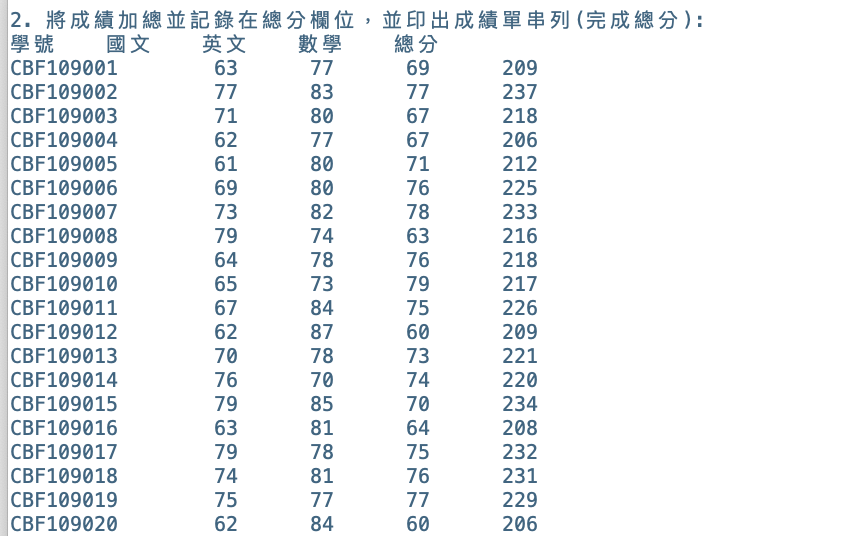 2. 將成績加總並記錄在總分欄位，並印出成績單串列(完成總分):
學號 國文 英文 數學 總分
CBF109001 63 77 69 209
CBF109002 77 83 77 237
CBF109003 71 80 67 218
CBF109004 62 77 67 206
CBF109005 61 80 71 212
CBF109006 69 80 76 225
CBF109007 73 82 78 233
CBF109008 79 74 63 216
CBF109009 64 78 76 218
CBF109010 65 73 79 217
CBF109011 67 84 75 226
CBF109012 62 87 60 209
CBF109013 70 78 73 221
CBF109014 76 70 74 220
CBF109015 79 85 70 234
CBF109016 63 81 64 208
CBF109017 79 78 75 232
CBF109018 74 81 76 231
CBF109019 75 77 77 229
CBF109020 62 84 60 206